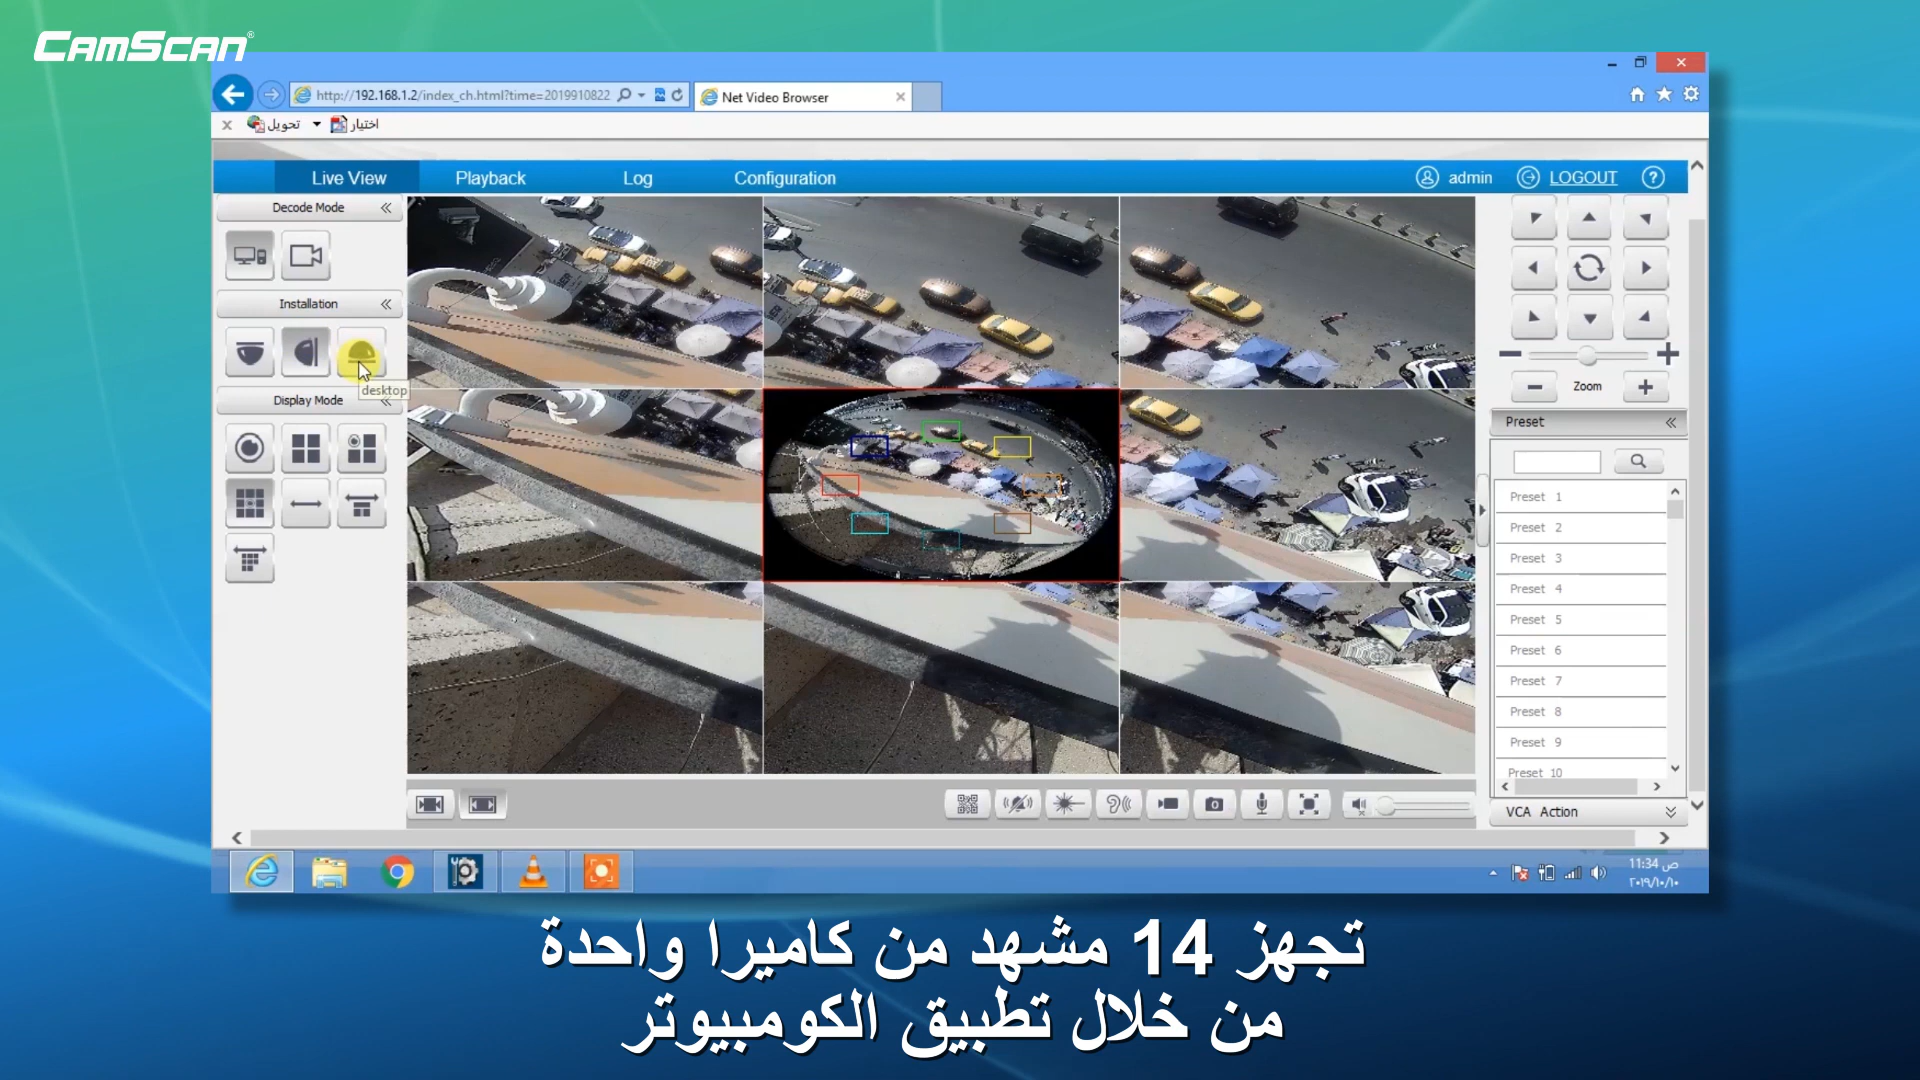 CamScan®
http://192.168.1.2/index_ch.html?time=2019910822
Net Video Browser
تحويل
اختيار
Live View
Playback
Log
Configuration
admin
LOGOUT
Decode Mode
Installation
desktop
Display Mode
Zoom
Preset
Preset 1
Preset 2
Preset 3
Preset 4
Preset 5
Preset 6
Preset 7
Preset 8
Preset 9
Preset 10
VCA Action
11:34 ص
٢٠١٩/١٠/١٠
تجهز 14 مشهد من كاميرا واحدة
من خلال تطبيق الكومبيوتر